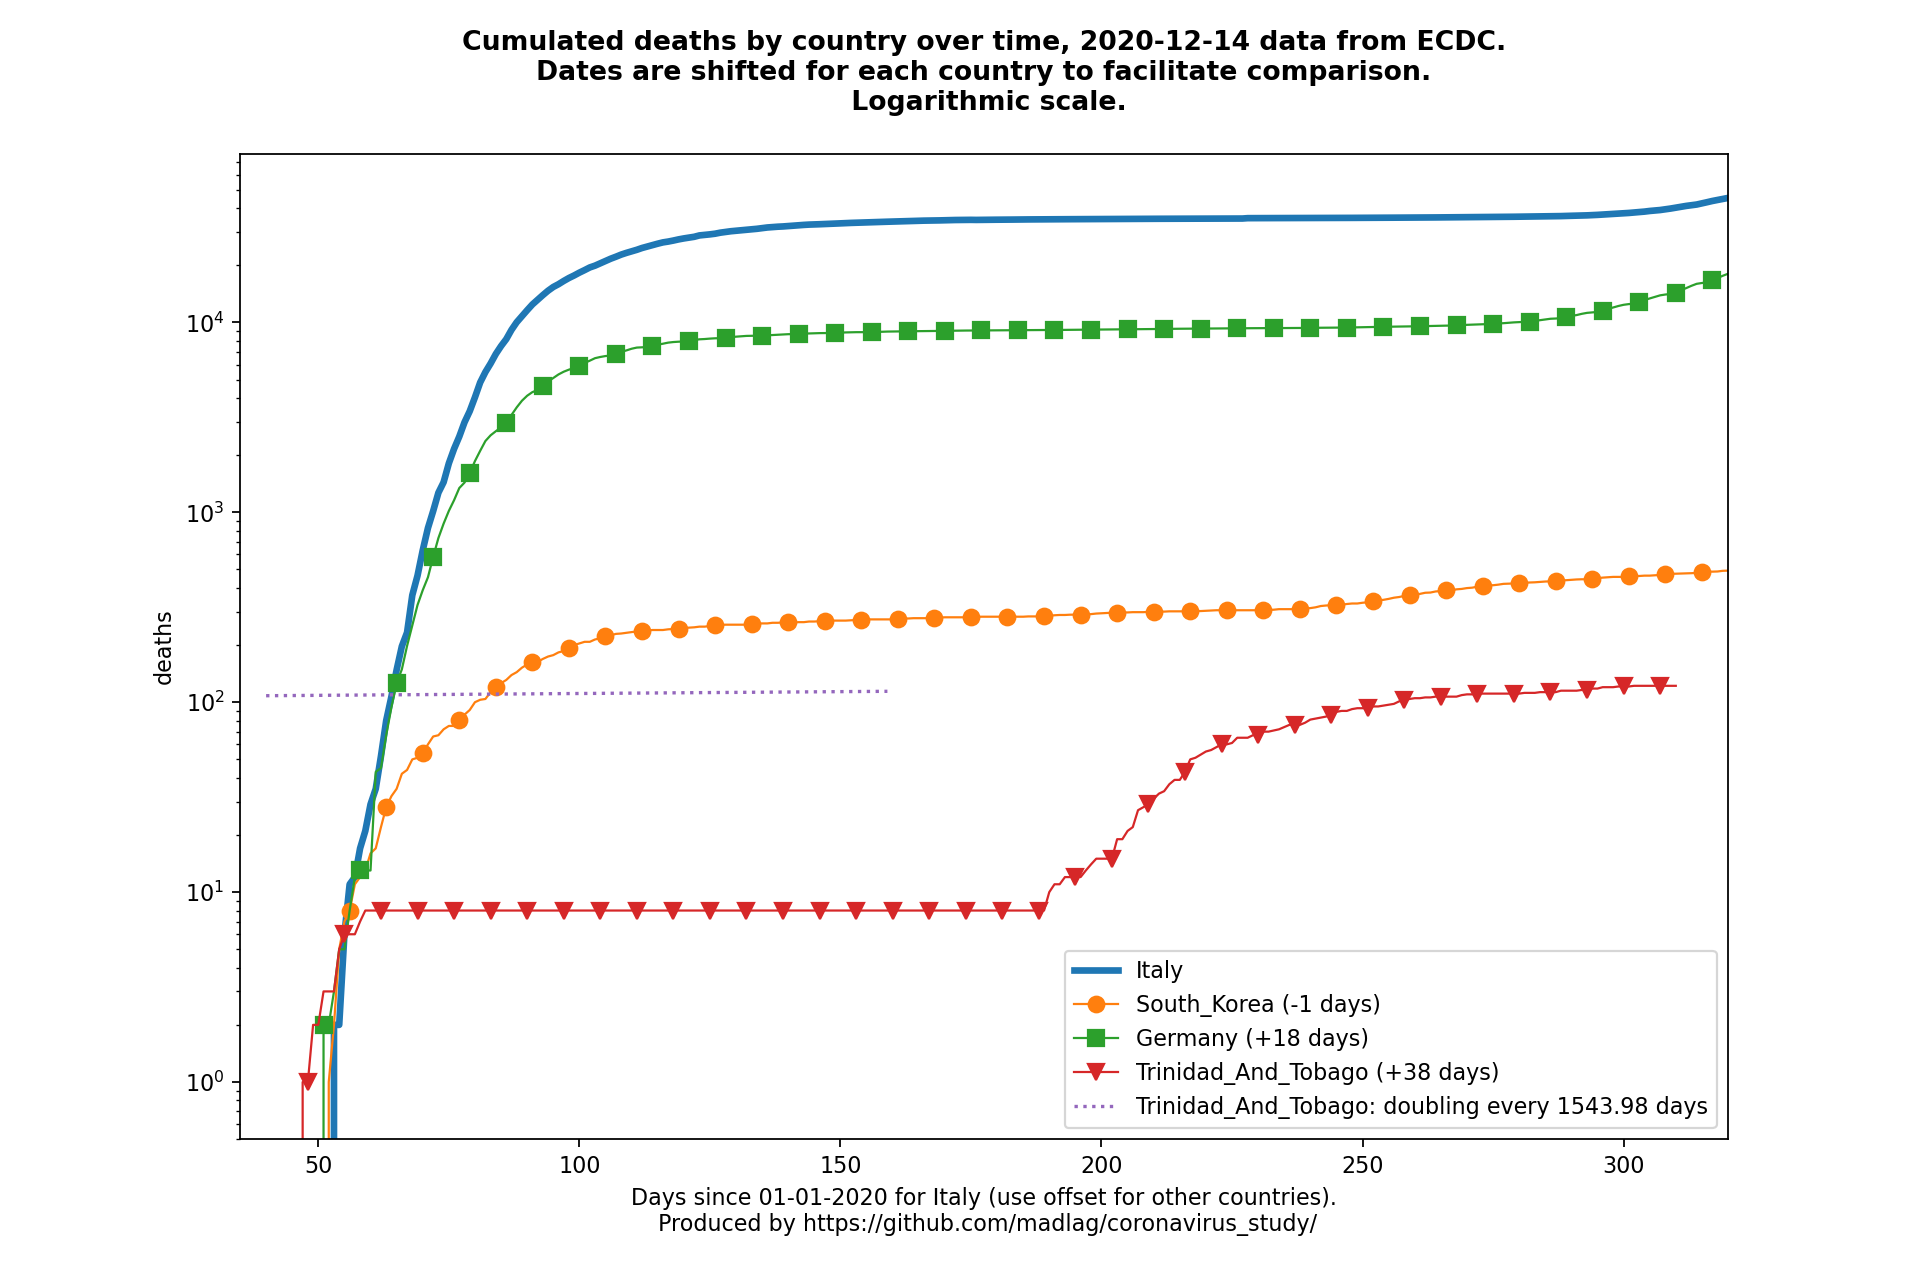 Cumulated deaths by country over time, 2020-12-14 data from ECDC.
Dates are shifted for each country to facilitate comparison.
Logarithmic scale.
deaths
10^4
10^3
10^2
10^1
10^0
Italy
South_Korea (-1 days)
Germany (+18 days)
Trinidad_And_Tobago (+38 days)
Trinidad_And_Tobago: doubling every 1543.98 days
50 100 150 200 250 300
Days since 01-01-2020 for Italy (use offset for other countries).
Produced by https://github.com/madlag/coronavirus_study/